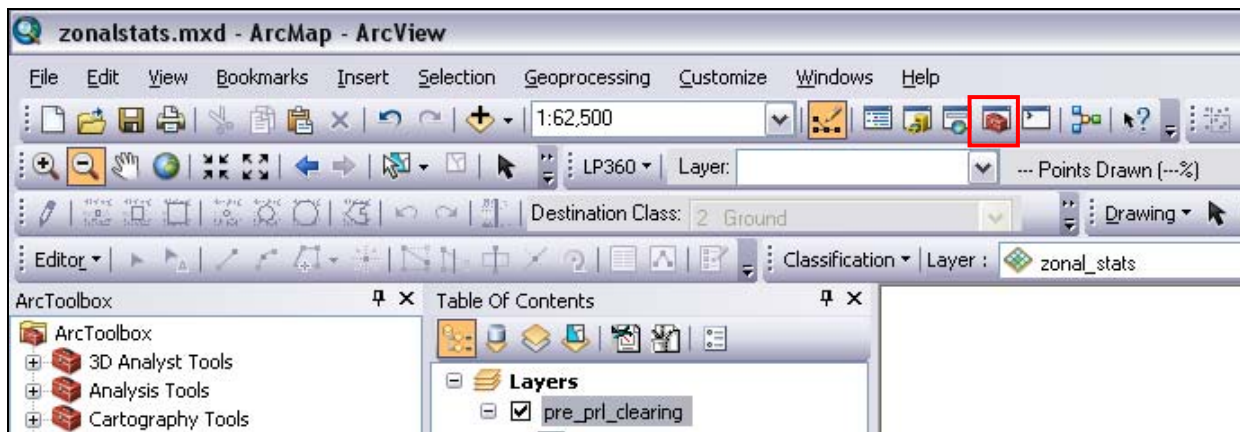 zonalstats.mxd - ArcMap - ArcView
File Edit View Bookmarks Insert Selection Geoprocessing Customize Windows Help
1:62,500
LP360 Layer: --- Points Drawn (---%)
Destination Class: 2 Ground Drawing
Editor Classification Layer : zonal_stats
ArcToolbox
ArcToolbox
3D Analyst Tools
Analysis Tools
Cartography Tools
Table Of Contents
Layers
pre_prl_clearing